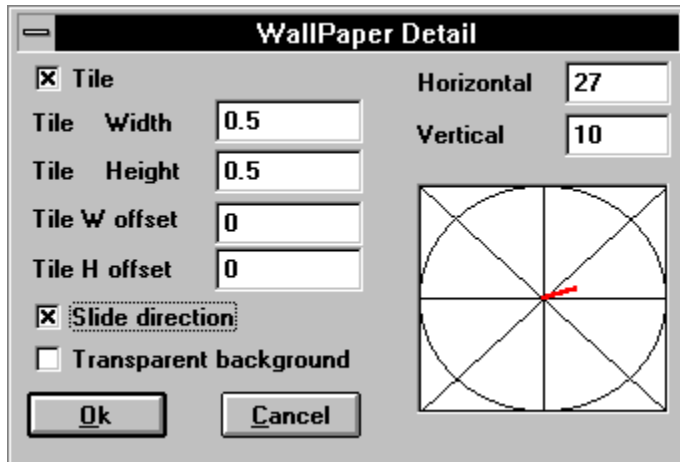 WallPaper Detail
Tile
Tile Width 0.5
Tile Height 0.5
Tile W offset 0
Tile H offset 0
Slide direction
Transparent background
Ok Cancel
Horizontal 27
Vertical 10